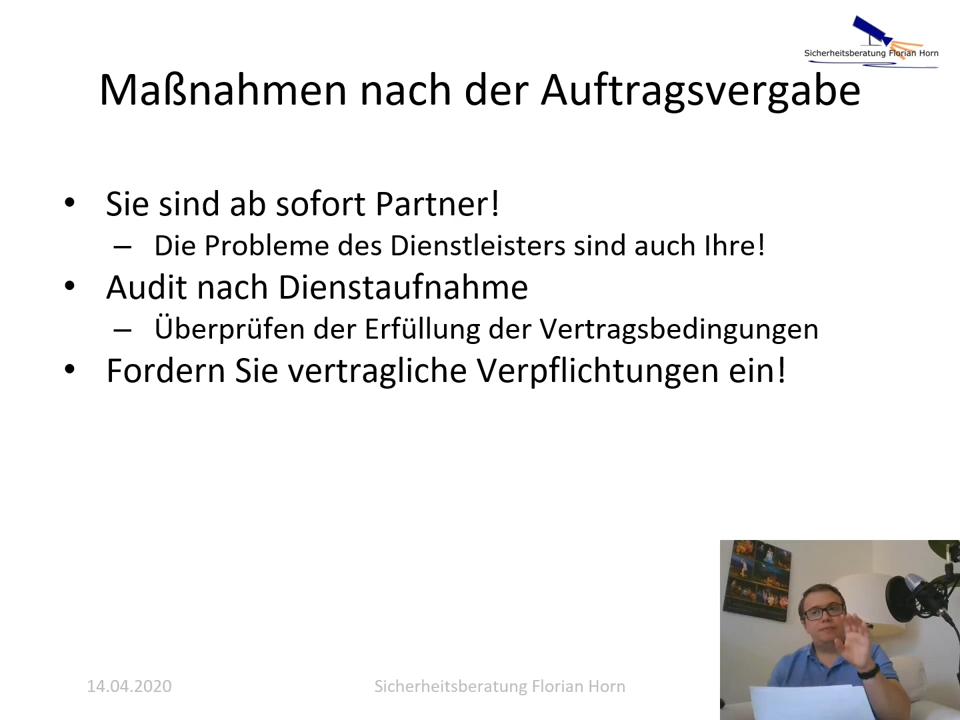 Sicherheitsberatung Florian Horn
Maßnahmen nach der Auftragsvergabe
• Sie sind ab sofort Partner!
– Die Probleme des Dienstleisters sind auch Ihre!
• Audit nach Dienstaufnahme
– Überprüfen der Erfüllung der Vertragsbedingungen
• Fordern Sie vertragliche Verpflichtungen ein!
14.04.2020
Sicherheitsberatung Florian Horn